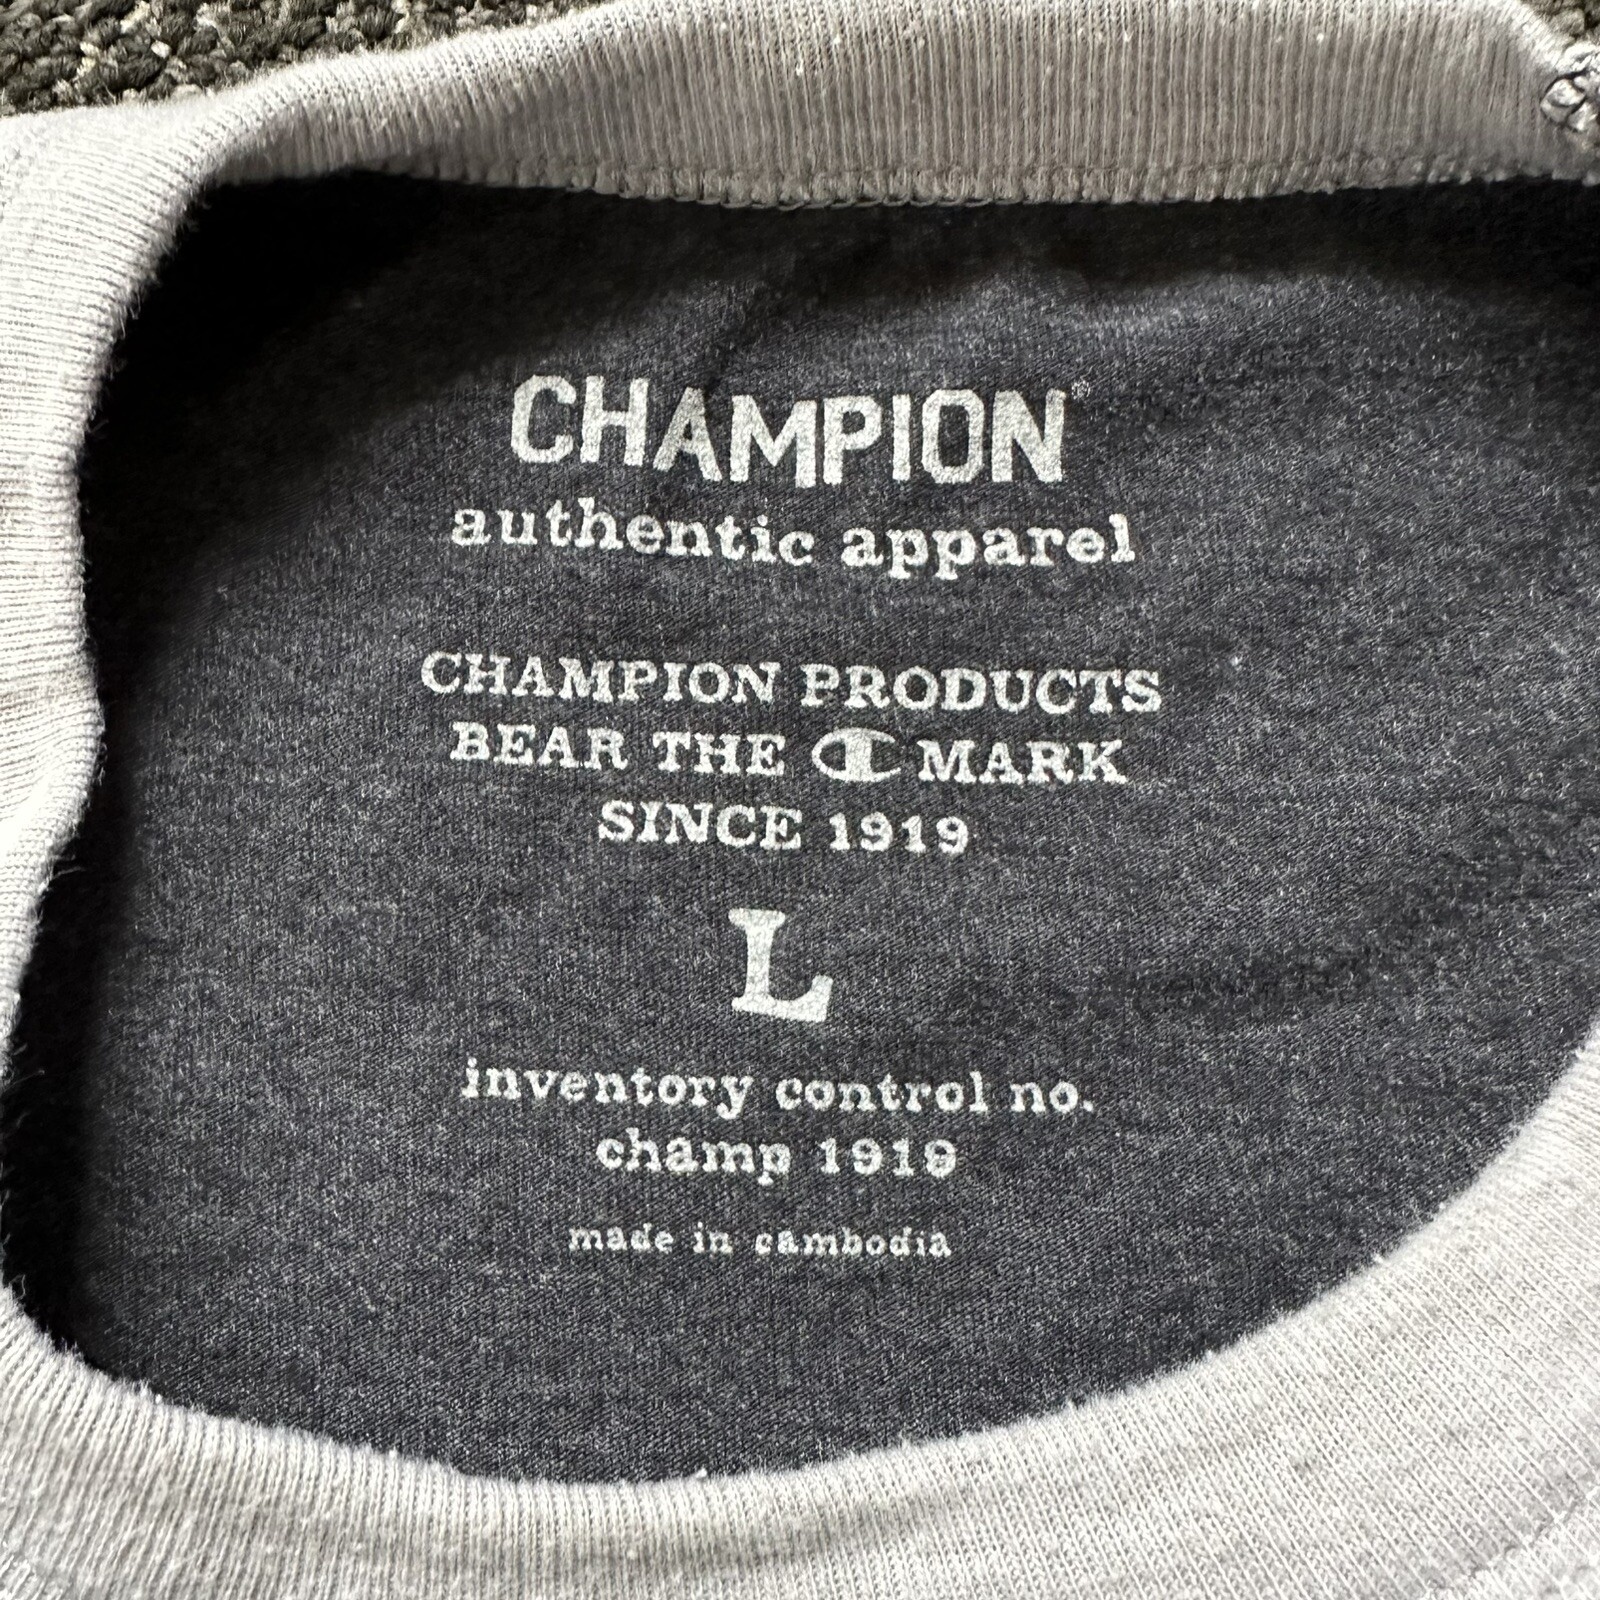 CHAMPION®
authentic apparel
CHAMPION PRODUCTS
BEAR THE C MARK
SINCE 1919
L
inventory control no.
champ 1919
made in cambodia